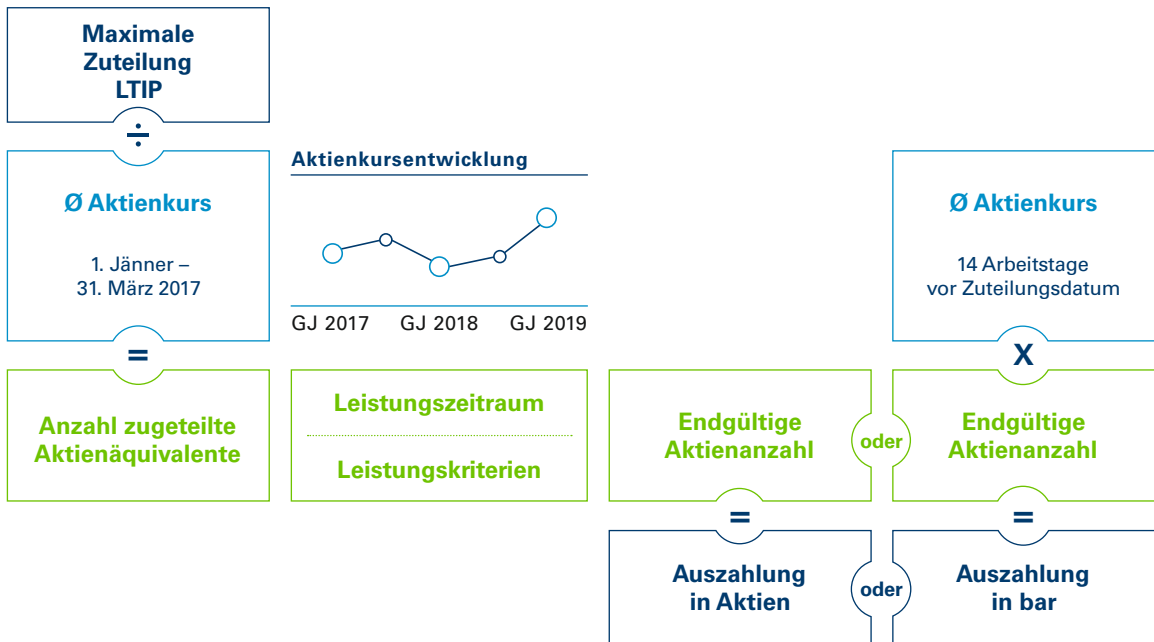 Maximale
Zuteilung
LTIP
÷
Ø Aktienkurs
1. Jänner –
31. März 2017
=
Anzahl zugeteilte
Aktienäquivalente
Aktienkursentwicklung
GJ 2017 GJ 2018 GJ 2019
Leistungszeitraum
Leistungskriterien
Ø Aktienkurs
14 Arbeitstage
vor Zuteilungsdatum
X
Endgültige
Aktienanzahl
oder
Endgültige
Aktienanzahl
=
=
Auszahlung
in Aktien
oder
Auszahlung
in bar